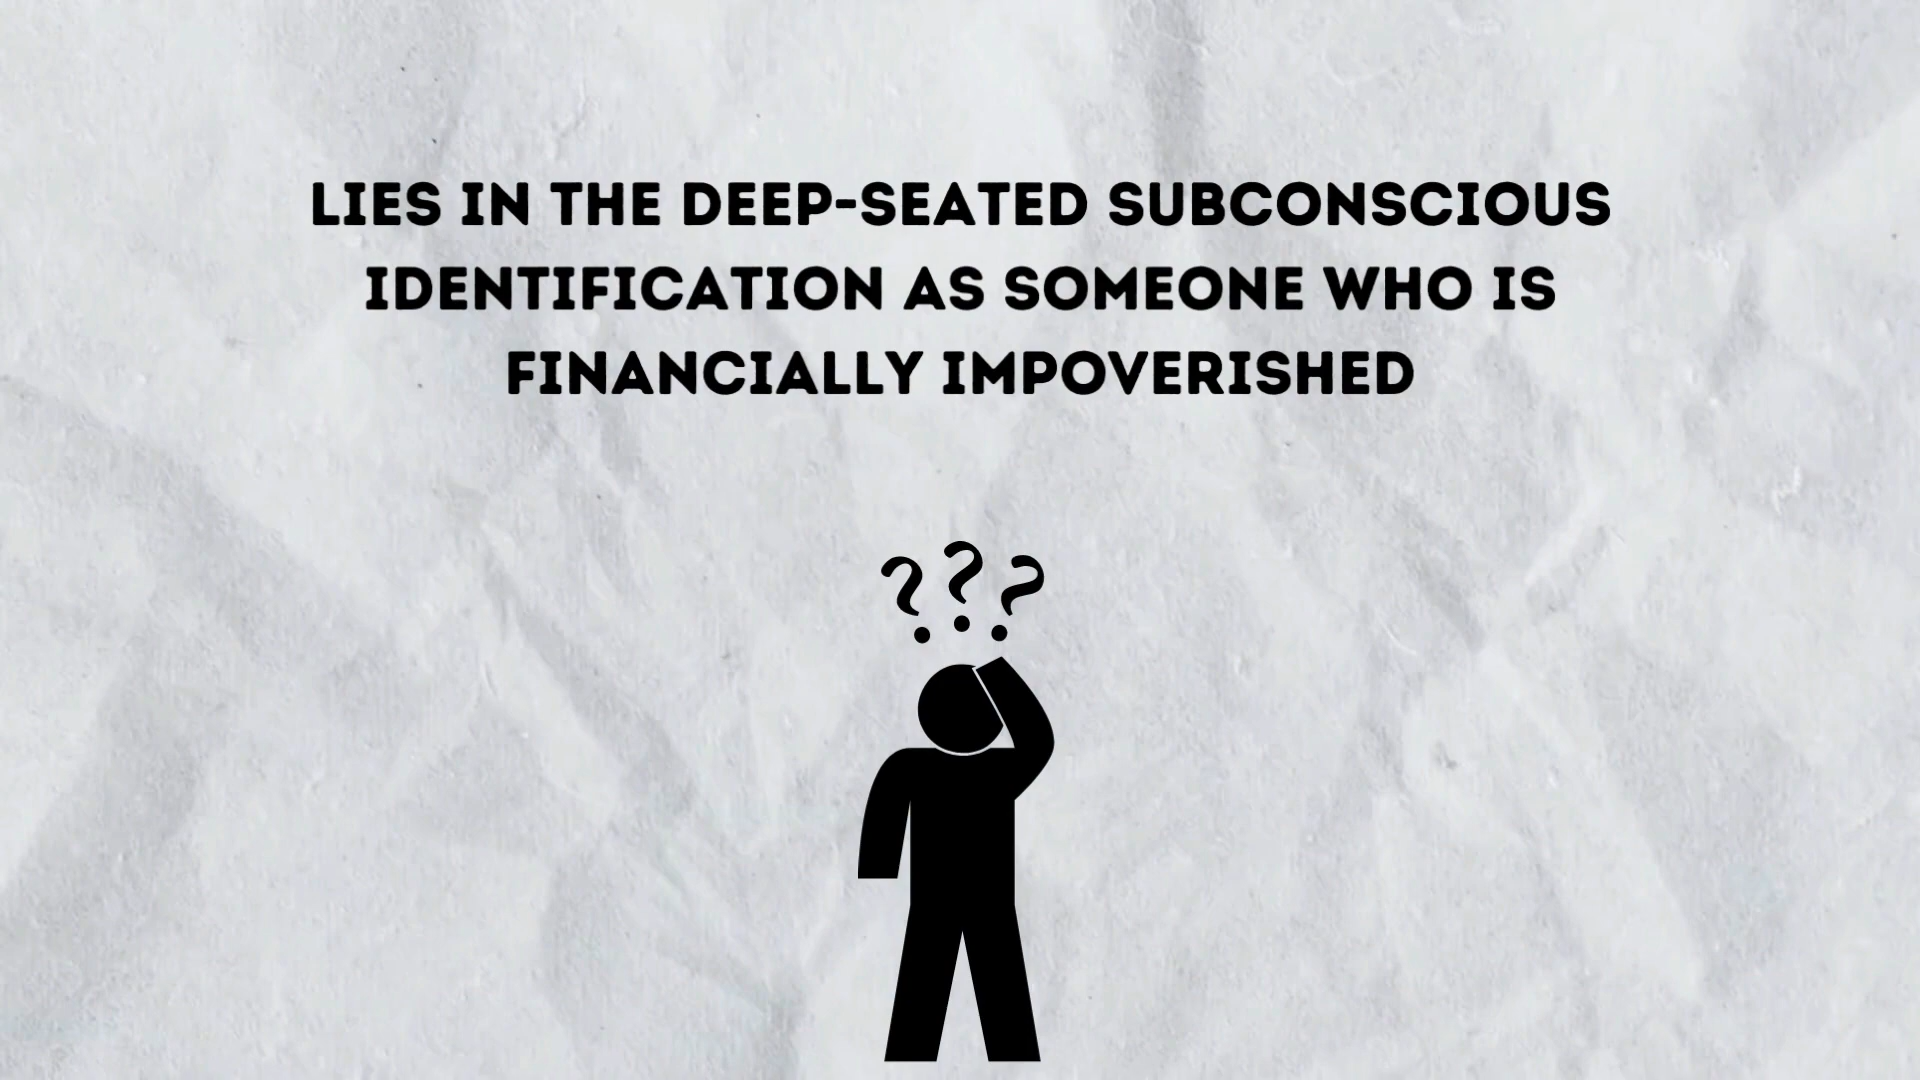 LIES IN THE DEEP-SEATED SUBCONSCIOUS
IDENTIFICATION AS SOMEONE WHO IS
FINANCIALLY IMPOVERISHED
? ? ?